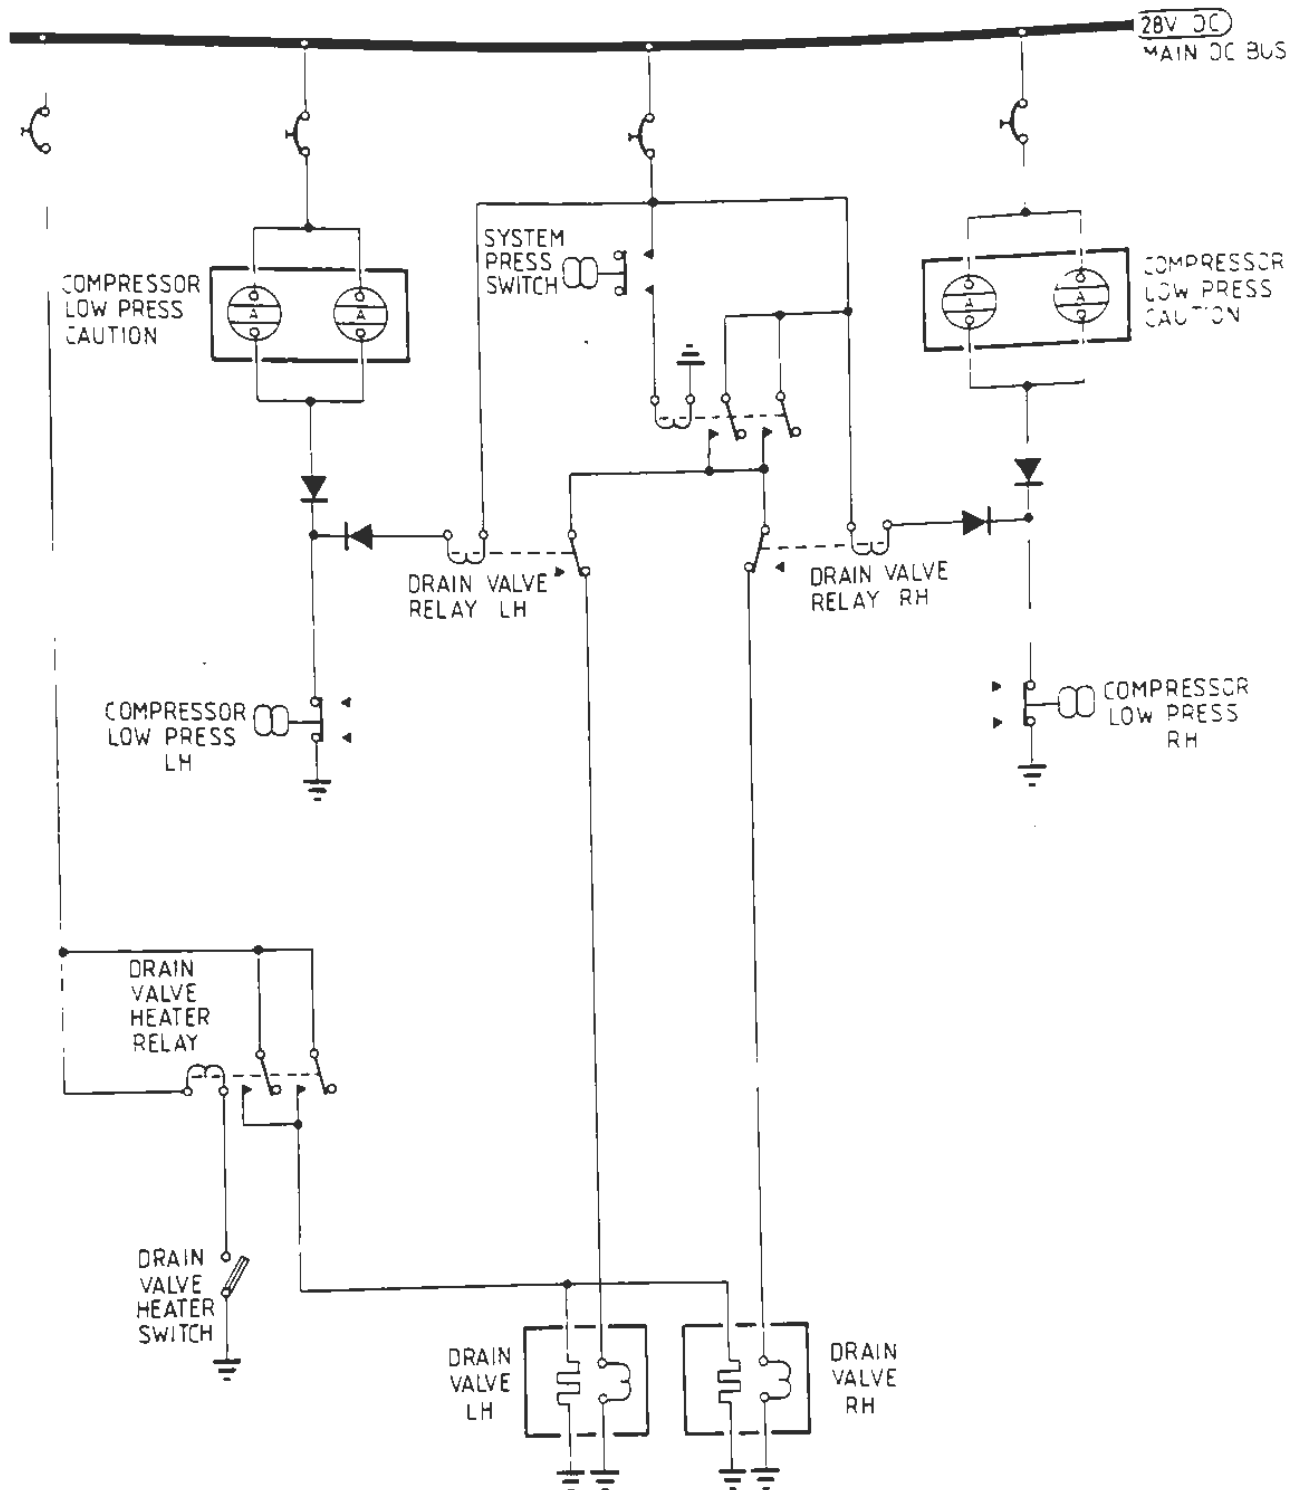 28V DC
MAIN DC BUS
SYSTEM
PRESS
SWITCH
COMPRESSOR
LOW PRESS
CAUTION
A
A
A
A
COMPRESSOR
LOW PRESS
CAUTION
DRAIN VALVE
RELAY LH
DRAIN VALVE
RELAY RH
COMPRESSOR
LOW PRESS
LH
COMPRESSOR
LOW PRESS
RH
DRAIN
VALVE
HEATER
RELAY
DRAIN
VALVE
HEATER
SWITCH
DRAIN
VALVE
LH
DRAIN
VALVE
RH